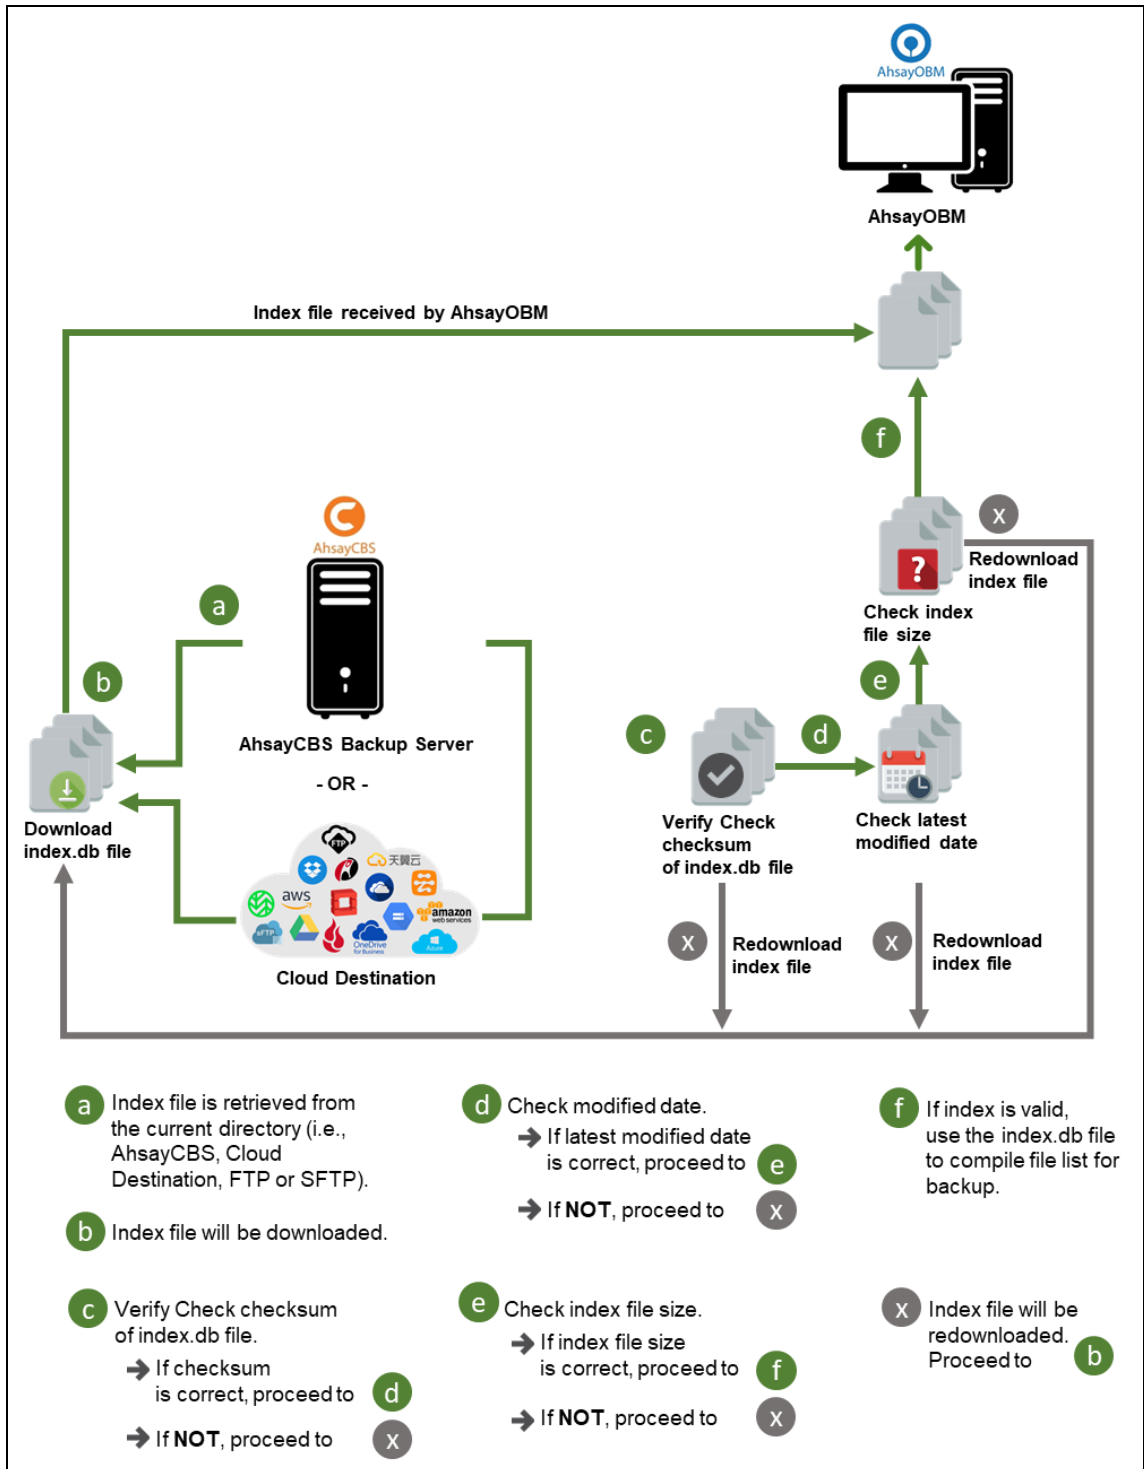 AhsayOBM
AhsayOBM
Index file received by AhsayOBM
f
x
Redownload
index file
?
Check index
file size
AhsayCBS
a
e
b
c
d
AhsayCBS Backup Server
- OR -
Download
index.db file
Verify Check
checksum
of index.db file
Check latest
modified date
FTP
天翼云
aws
amazon
web services
SFTP
OneDrive
for Business
Azure
Cloud Destination
x
Redownload
index file
x
Redownload
index file
a
Index file is retrieved from
the current directory (i.e.,
AhsayCBS, Cloud
Destination, FTP or SFTP).
b
Index file will be downloaded.
c
Verify Check checksum
of index.db file.
If checksum
is correct, proceed to d
If NOT, proceed to x
d
Check modified date.
If latest modified date
is correct, proceed to e
If NOT, proceed to x
e
Check index file size.
If index file size
is correct, proceed to f
If NOT, proceed to x
f
If index is valid,
use the index.db file
to compile file list for
backup.
x
Index file will be
redownloaded.
Proceed to b